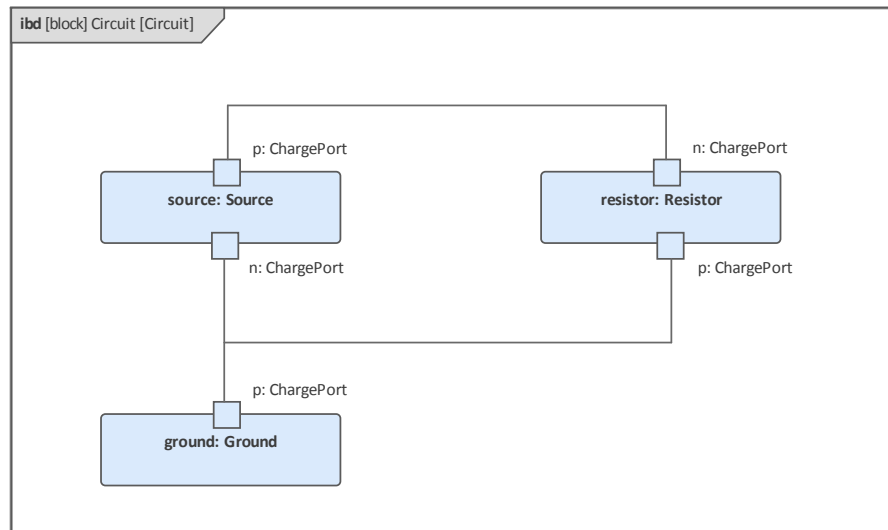 ibd [block] Circuit [Circuit]
p: ChargePort
n: ChargePort
source: Source
resistor: Resistor
n: ChargePort
p: ChargePort
p: ChargePort
ground: Ground